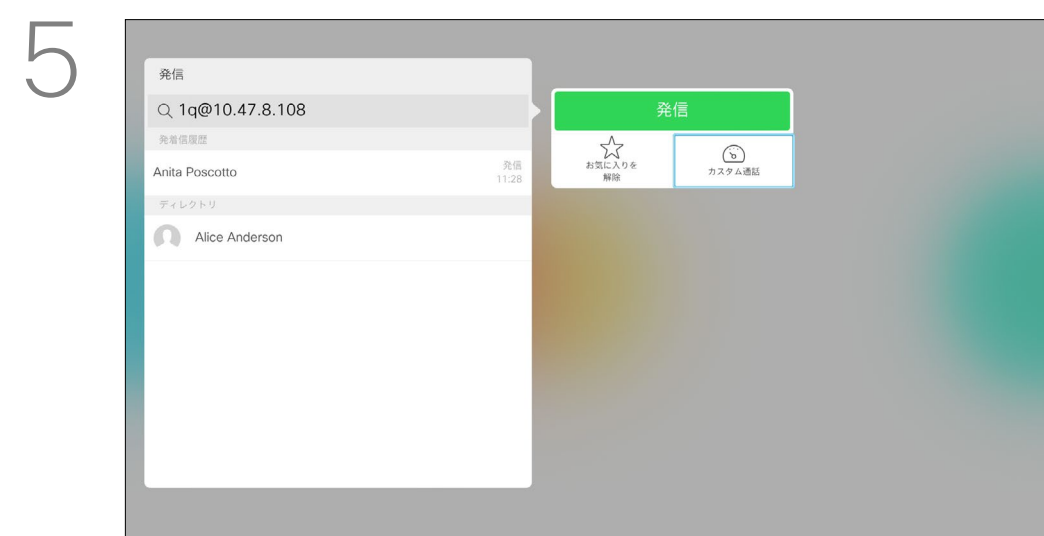 5
発信
1q@10.47.8.108
発着信履歴
Anita Poscotto
発信
11:28
ディレクトリ
Alice Anderson
発信
お気に入りを
解除
カスタム通話